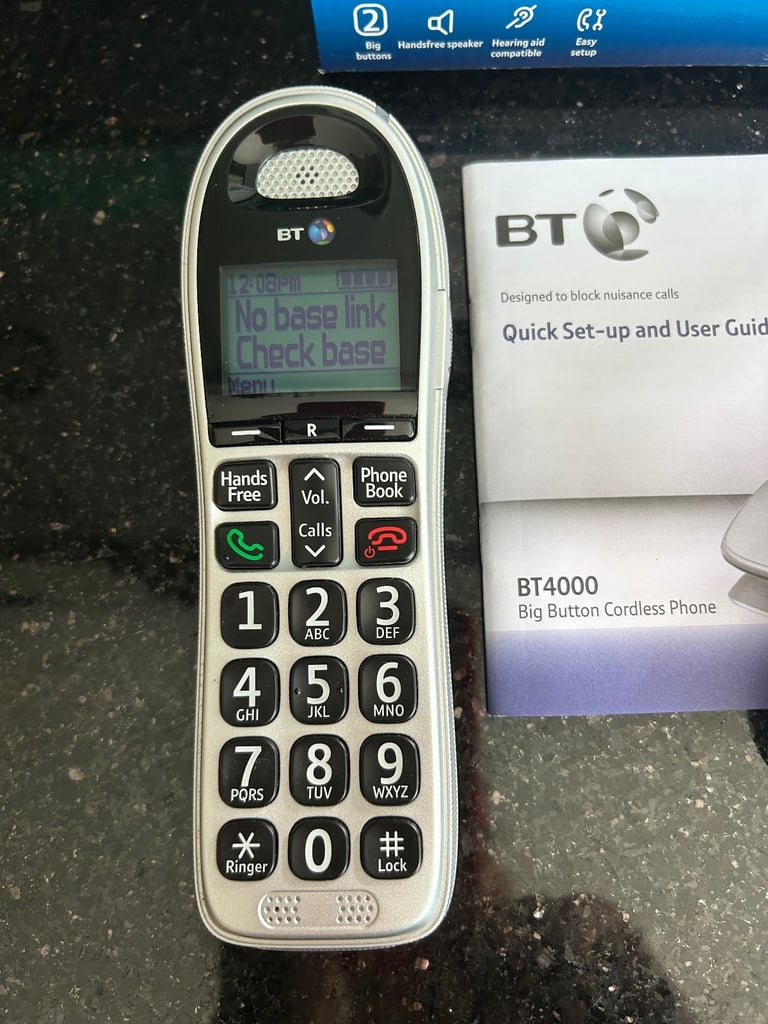 2
Big
buttons
Handsfree speaker
Hearing aid
compatible
Easy
setup
BT
12:08pm
No base link
Check base
Menu
R
Hands
Free
Vol.
Calls
Phone
Book
1
2
ABC
3
DEF
4
GHI
5
JKL
6
MNO
7
PQRS
8
TUV
9
WXYZ
*
Ringer
0
#
Lock
BT
Designed to block nuisance calls
Quick Set-up and User Guid
BT4000
Big Button Cordless Phone